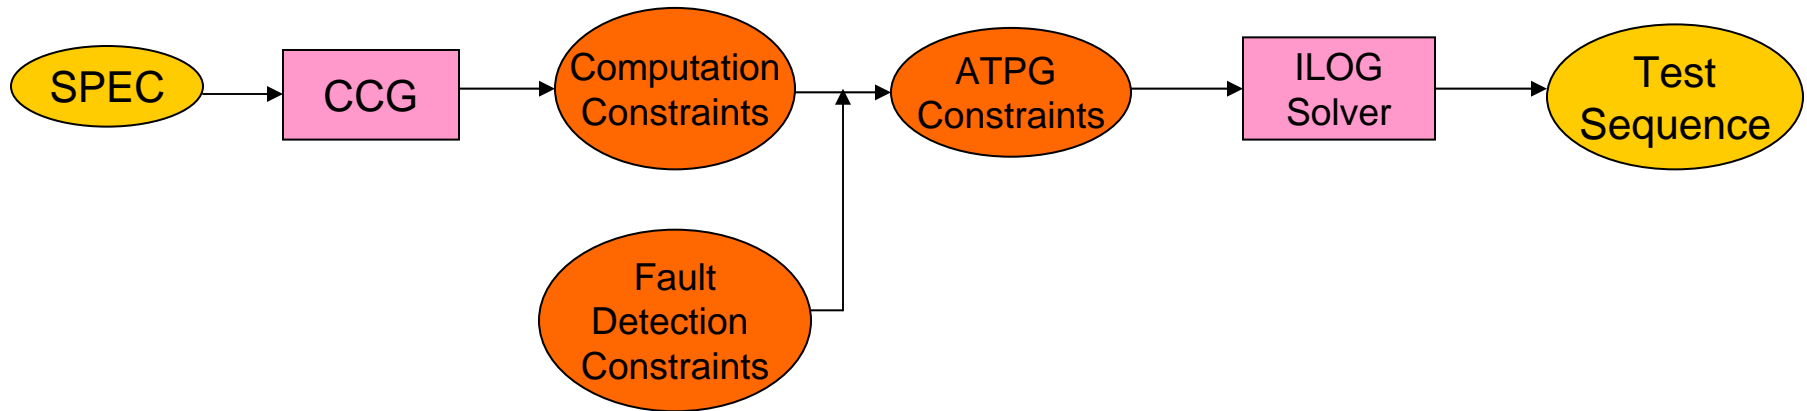 SPEC
CCG
Computation
Constraints
ATPG
Constraints
ILOG
Solver
Test
Sequence
Fault
Detection
Constraints